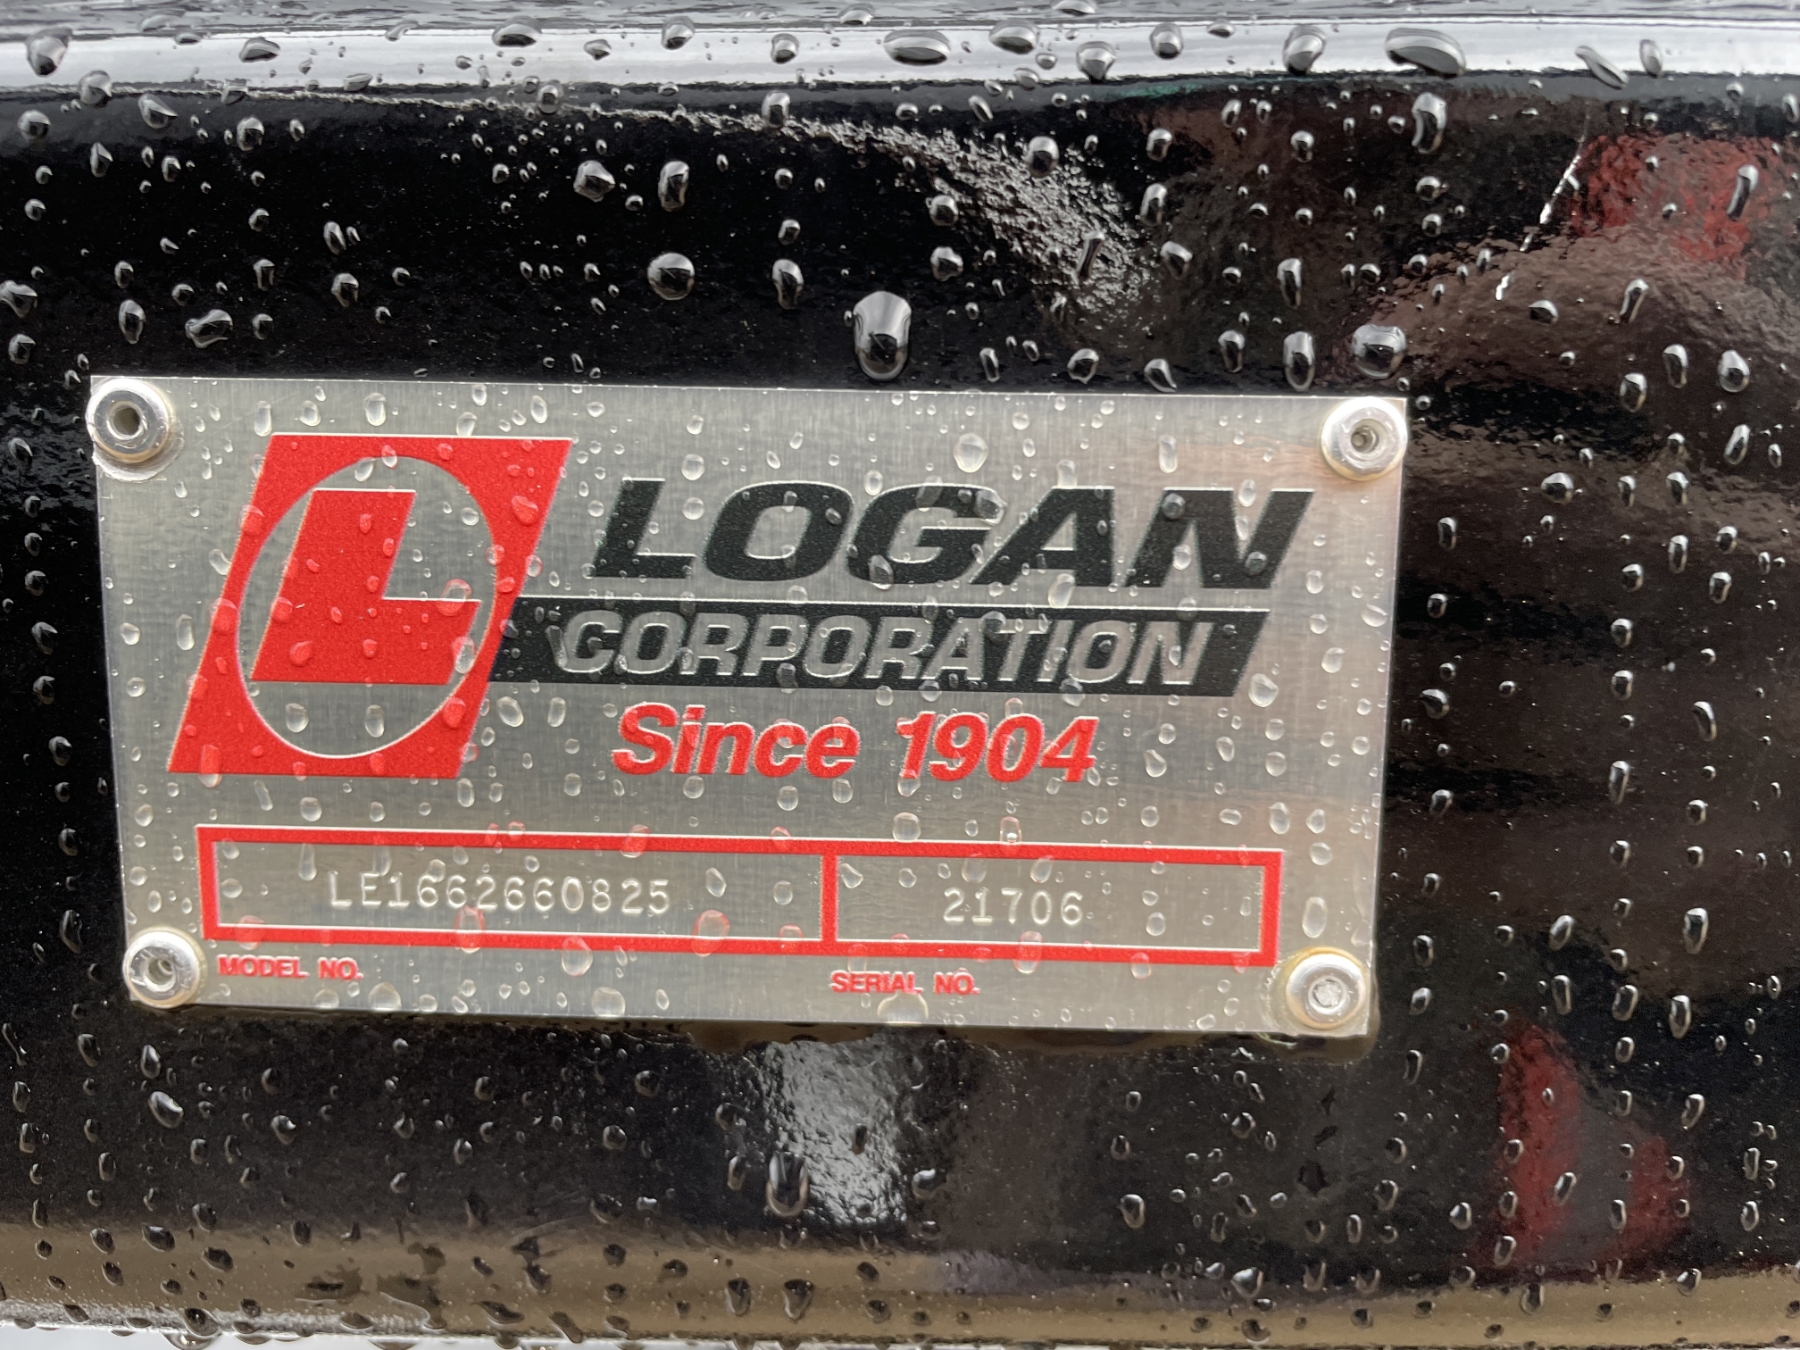 L
LOGAN
CORPORATION
Since 1904
LE1662660825 21706
MODEL NO. SERIAL NO.